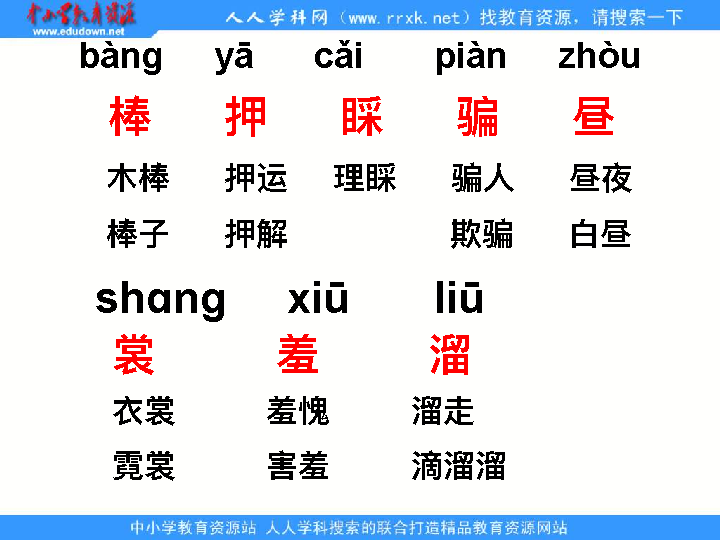 中小学教育资源
www.edudown.net
人人学科网（www.rrxk.net）找教育资源，请搜索一下
bàng yā cǎi piàn zhòu
棒 押 睬 骗 昼
木棒 押运 理睬 骗人 昼夜
棒子 押解 欺骗 白昼
shɑng xiū liū
裳 羞 溜
衣裳 羞愧 溜走
霓裳 害羞 滴溜溜
中小学教育资源站 人人学科搜索的联合打造精品教育资源网站